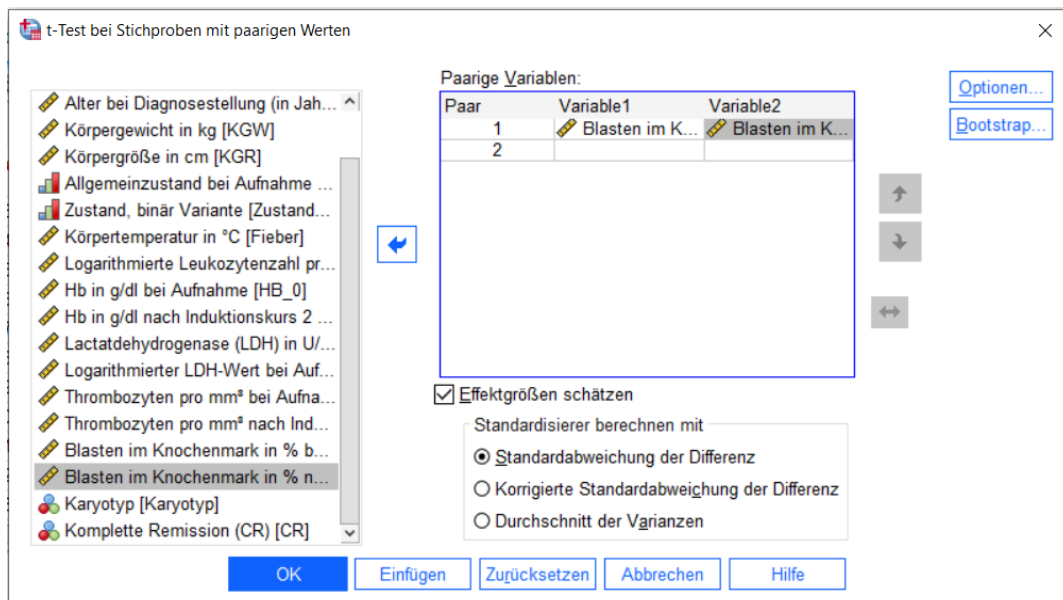 t-Test bei Stichproben mit paarigen Werten
Alter bei Diagnosestellung (in Jah...
Körpergewicht in kg [KGW]
Körpergröße in cm [KGR]
Allgemeinzustand bei Aufnahme ...
Zustand, binär Variante [Zustand...
Körpertemperatur in °C [Fieber]
Logarithmierte Leukozytenzahl pr...
Hb in g/dl bei Aufnahme [HB_0]
Hb in g/dl nach Induktionskurs 2 ...
Lactatdehydrogenase (LDH) in U/...
Logarithmierter LDH-Wert bei Auf...
Thrombozyten pro mm³ bei Aufna...
Thrombozyten pro mm³ nach Ind...
Blasten im Knochenmark in % b...
Blasten im Knochenmark in % n...
Karyotyp [Karyotyp]
Komplette Remission (CR) [CR]
Paarige Variablen:
Paar Variable1 Variable2
1 Blasten im K... Blasten im K...
2
Optionen...
Bootstrap...
Effektgrößen schätzen
Standardisierer berechnen mit
Standardabweichung der Differenz
Korrigierte Standardabweichung der Differenz
Durchschnitt der Varianzen
OK Einfügen Zurücksetzen Abbrechen Hilfe